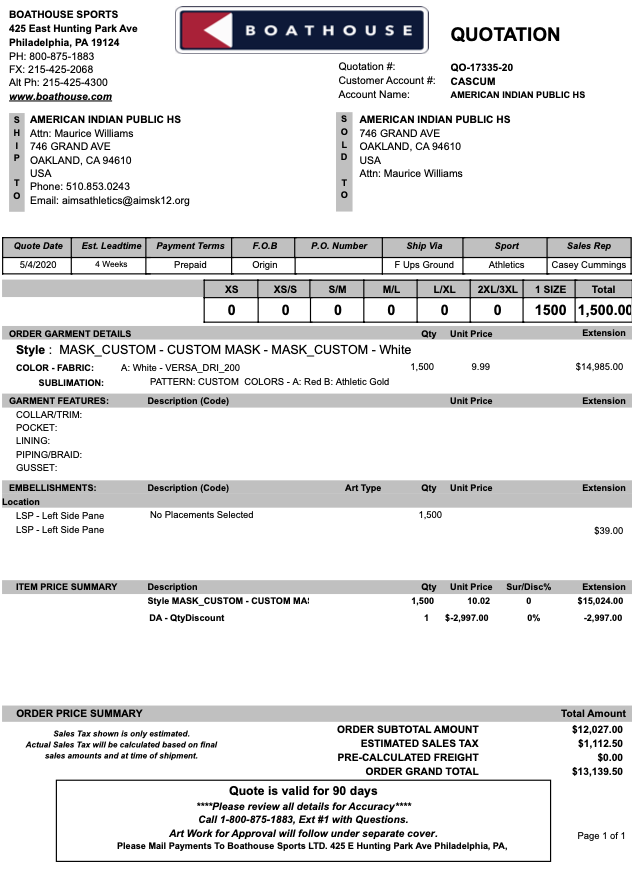 BOATHOUSE SPORTS
425 East Hunting Park Ave
Philadelphia, PA 19124
PH: 800-875-1883
FX: 215-425-2068
Alt Ph: 215-425-4300
www.boathouse.com
BOATHOUSE
QUOTATION
Quotation #: QO-17335-20
Customer Account #: CASCUM
Account Name: AMERICAN INDIAN PUBLIC HS
SHIP TO
AMERICAN INDIAN PUBLIC HS
Attn: Maurice Williams
746 GRAND AVE
OAKLAND, CA 94610
USA
Phone: 510.853.0243
Email: aimsathletics@aimsk12.org
SOLD TO
AMERICAN INDIAN PUBLIC HS
746 GRAND AVE
OAKLAND, CA 94610
USA
Attn: Maurice Williams
Quote Date Est. Leadtime Payment Terms F.O.B P.O. Number Ship Via Sport Sales Rep
5/4/2020 4 Weeks Prepaid Origin F Ups Ground Athletics Casey Cummings
XS XS/S S/M M/L L/XL 2XL/3XL 1 SIZE Total
0 0 0 0 0 0 1500 1,500.00
ORDER GARMENT DETAILS Qty Unit Price Extension
Style : MASK_CUSTOM - CUSTOM MASK - MASK_CUSTOM - White
COLOR - FABRIC: A: White - VERSA_DRI_200 1,500 9.99 $14,985.00
SUBLIMATION: PATTERN: CUSTOM COLORS - A: Red B: Athletic Gold
GARMENT FEATURES: Description (Code) Unit Price Extension
COLLAR/TRIM:
POCKET:
LINING:
PIPING/BRAID:
GUSSET:
EMBELLISHMENTS: Description (Code) Art Type Qty Unit Price Extension
Location
LSP - Left Side Pane No Placements Selected 1,500
LSP - Left Side Pane $39.00
ITEM PRICE SUMMARY Description Qty Unit Price Sur/Disc% Extension
Style MASK_CUSTOM - CUSTOM MAS 1,500 10.02 0 $15,024.00
DA - QtyDiscount 1 $-2,997.00 0% -2,997.00
ORDER PRICE SUMMARY Total Amount
Sales Tax shown is only estimated.
Actual Sales Tax will be calculated based on final
sales amounts and at time of shipment.
ORDER SUBTOTAL AMOUNT $12,027.00
ESTIMATED SALES TAX $1,112.50
PRE-CALCULATED FREIGHT $0.00
ORDER GRAND TOTAL $13,139.50
Quote is valid for 90 days
****Please review all details for Accuracy****
Call 1-800-875-1883, Ext #1 with Questions.
Art Work for Approval will follow under separate cover.
Please Mail Payments To Boathouse Sports LTD. 425 E Hunting Park Ave Philadelphia, PA,
Page 1 of 1